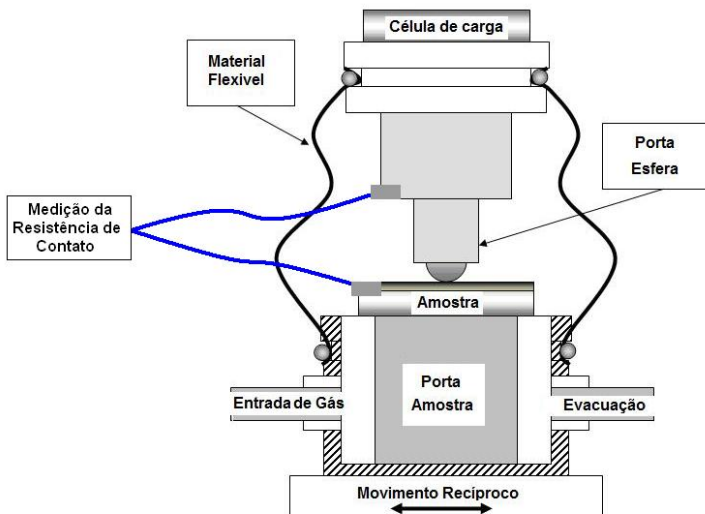 Célula de carga
Material
Flexivel
Porta
Esfera
Medição da
Resistência de
Contato
Amostra
Porta
Amostra
Entrada de Gás
Evacuação
Movimento Recíproco